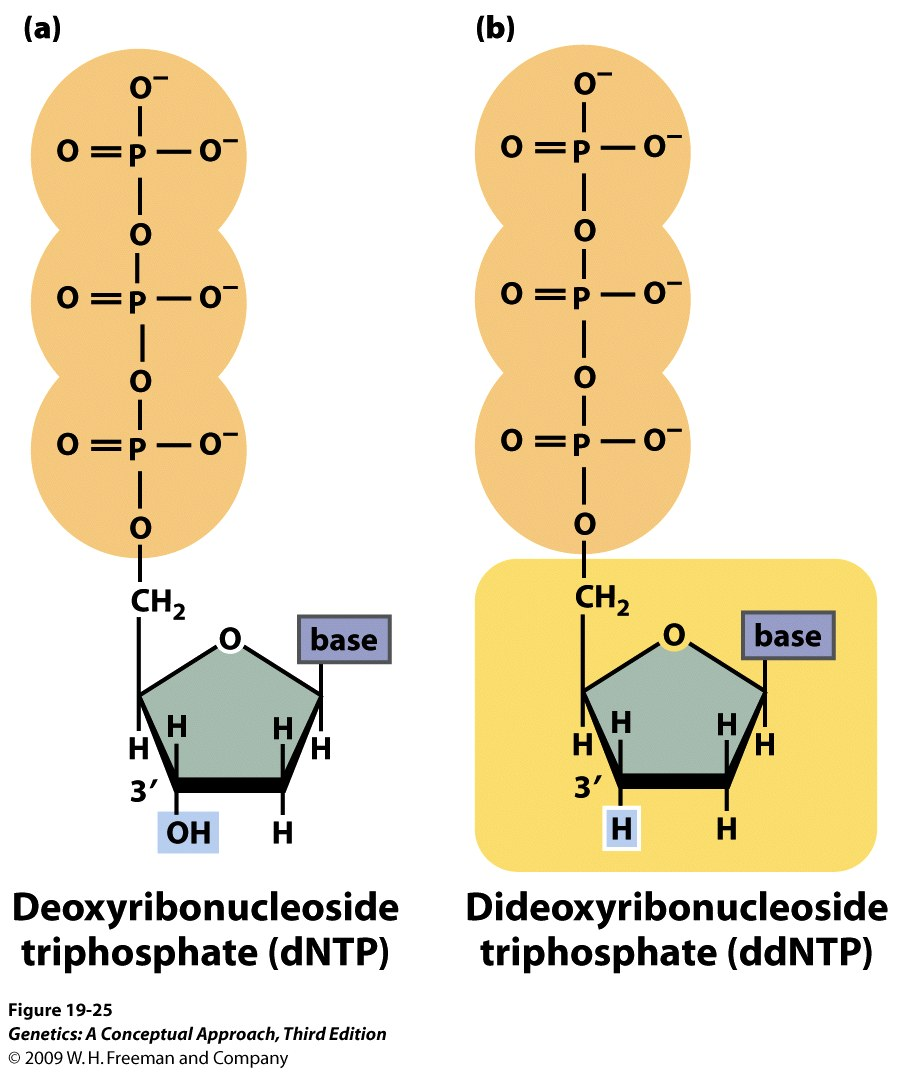 (a)
(b)
O⁻
O=P—O⁻
O
O=P—O⁻
O
O=P—O⁻
O
CH₂
O
base
H
H
H
H
3′
OH
H
O⁻
O=P—O⁻
O
O=P—O⁻
O
O=P—O⁻
O
CH₂
O
base
H
H
H
H
3′
H
H
Deoxyribonucleoside
triphosphate (dNTP)
Dideoxyribonucleoside
triphosphate (ddNTP)
Figure 19-25
Genetics: A Conceptual Approach, Third Edition
© 2009 W. H. Freeman and Company